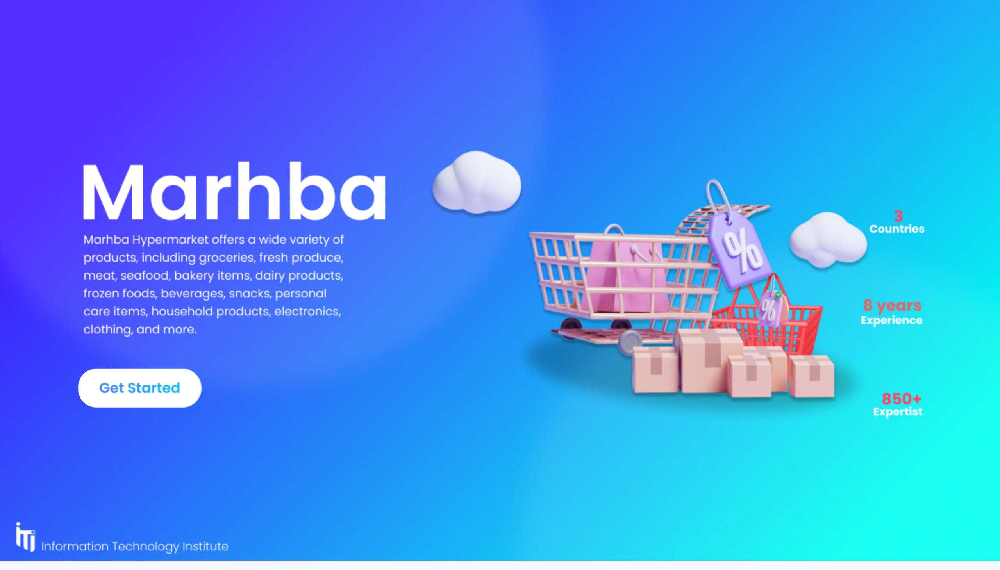 Marhba
Marhba Hypermarket offers a wide variety of
products, including groceries, fresh produce,
meat, seafood, bakery items, dairy products,
frozen foods, beverages, snacks, personal
care items, household products, electronics,
clothing, and more.
Get Started
%
%
3
Countries
8 years
Experience
850+
Expertist
iTi
Information Technology Institute